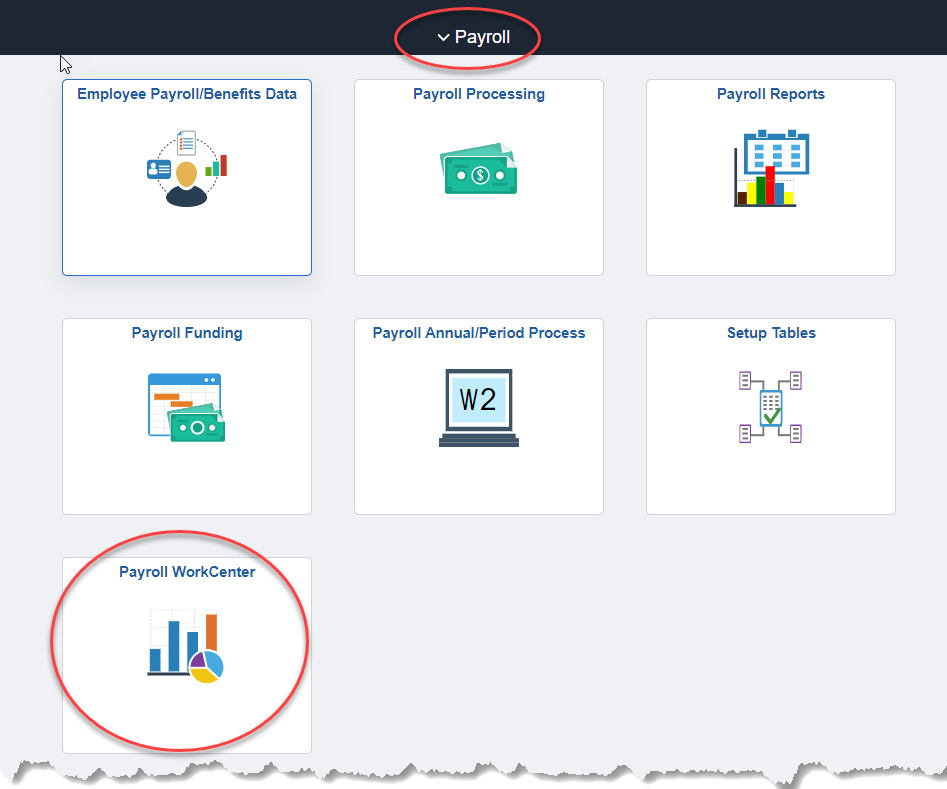 Payroll
Employee Payroll/Benefits Data
Payroll Processing
Payroll Reports
$
Payroll Funding
Payroll Annual/Period Process
Setup Tables
W2
Payroll WorkCenter